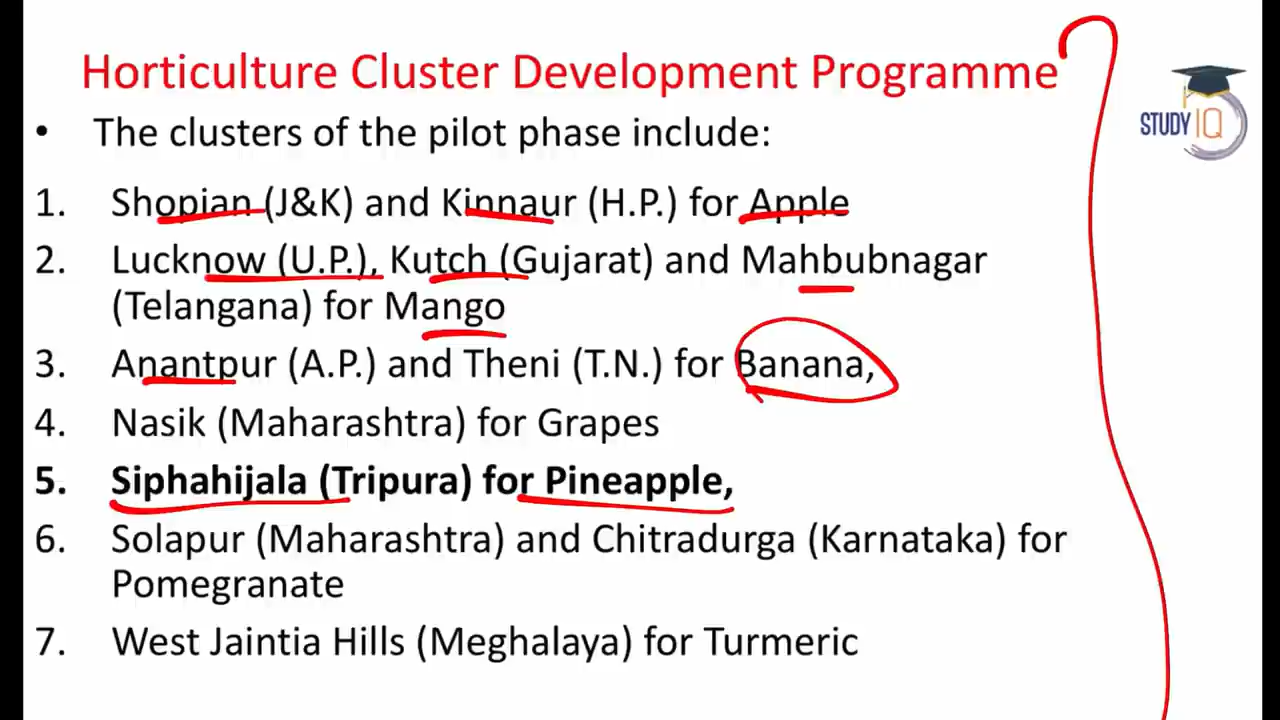 Horticulture Cluster Development Programme
STUDY IQ
• The clusters of the pilot phase include:
1. Shopian (J&K) and Kinnaur (H.P.) for Apple
2. Lucknow (U.P.), Kutch (Gujarat) and Mahbubnagar
(Telangana) for Mango
3. Anantpur (A.P.) and Theni (T.N.) for Banana,
4. Nasik (Maharashtra) for Grapes
5. Siphahijala (Tripura) for Pineapple,
6. Solapur (Maharashtra) and Chitradurga (Karnataka) for
Pomegranate
7. West Jaintia Hills (Meghalaya) for Turmeric